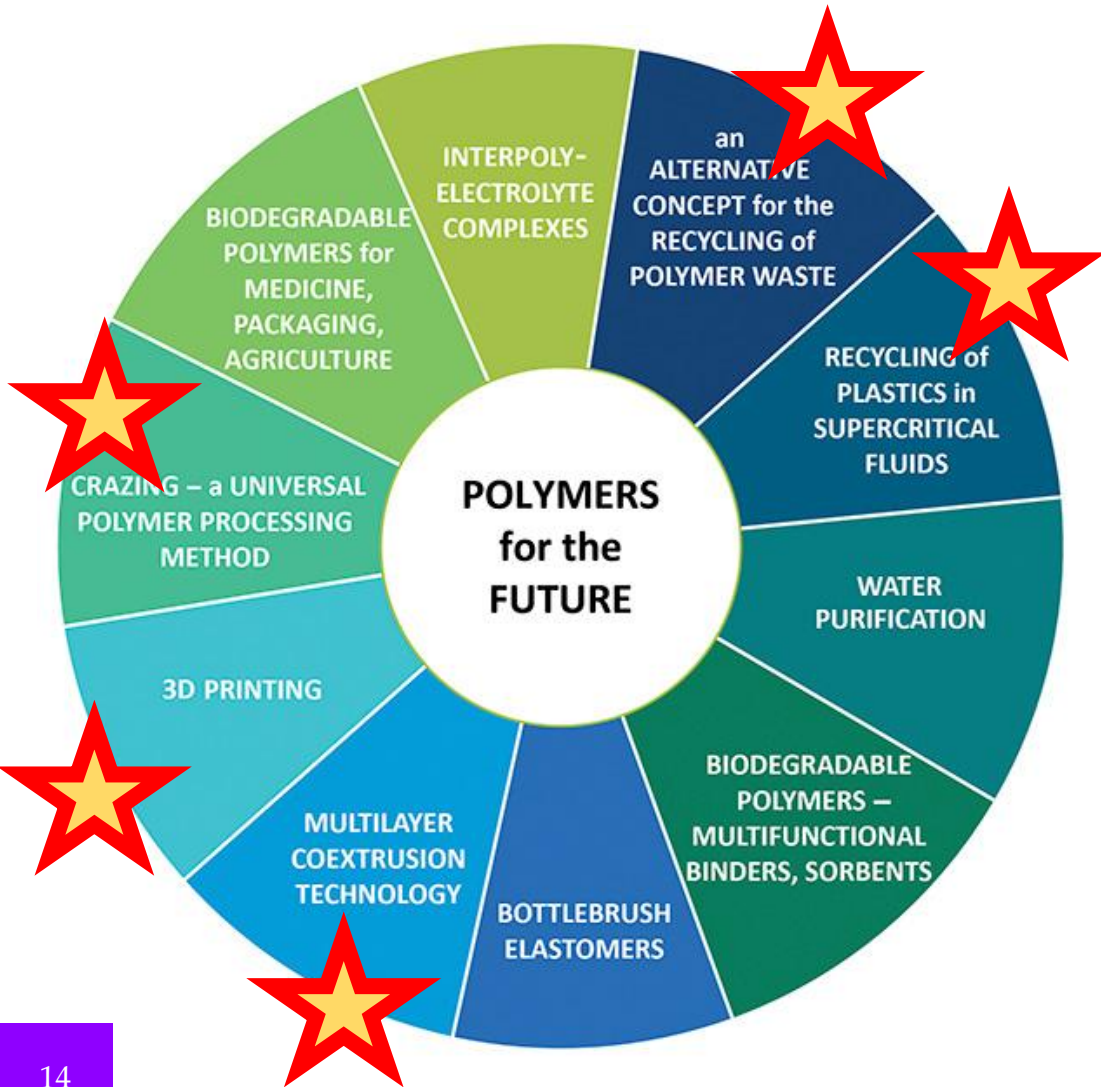 POLYMERS
for the
FUTURE
an
ALTERNATIVE
CONCEPT for the
RECYCLING of
POLYMER WASTE
RECYCLING of
PLASTICS in
SUPERCRITICAL
FLUIDS
WATER
PURIFICATION
BIODEGRADABLE
POLYMERS –
MULTIFUNCTIONAL
BINDERS, SORBENTS
BOTTLEBRUSH
ELASTOMERS
MULTILAYER
COEXTRUSION
TECHNOLOGY
3D PRINTING
CRAZING – a UNIVERSAL
POLYMER PROCESSING
METHOD
BIODEGRADABLE
POLYMERS for
MEDICINE,
PACKAGING,
AGRICULTURE
INTERPOLY-
ELECTROLYTE
COMPLEXES
14